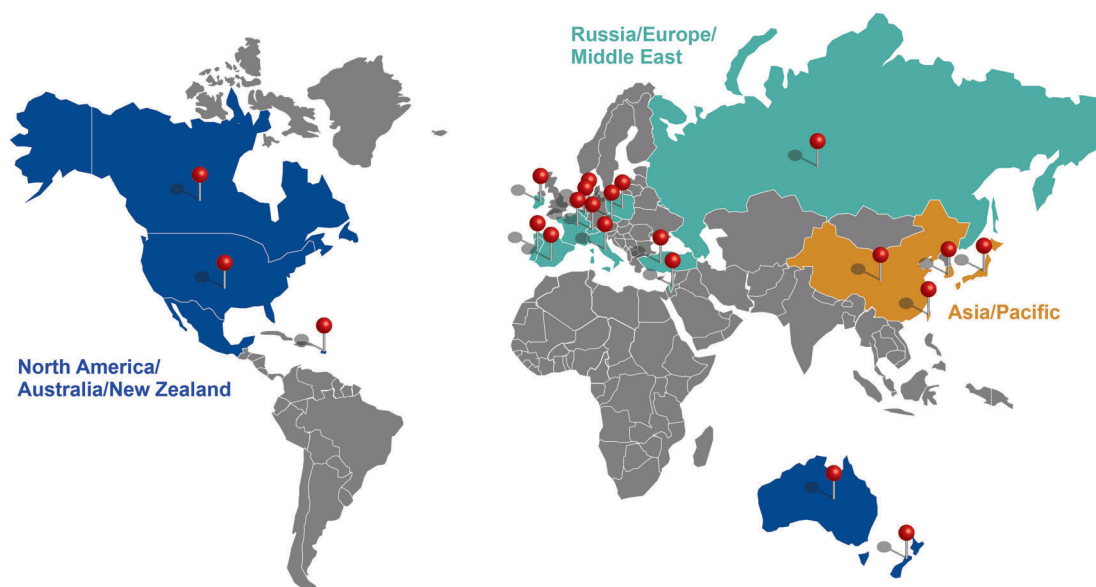 Russia/Europe/
Middle East
Asia/Pacific
North America/
Australia/New Zealand